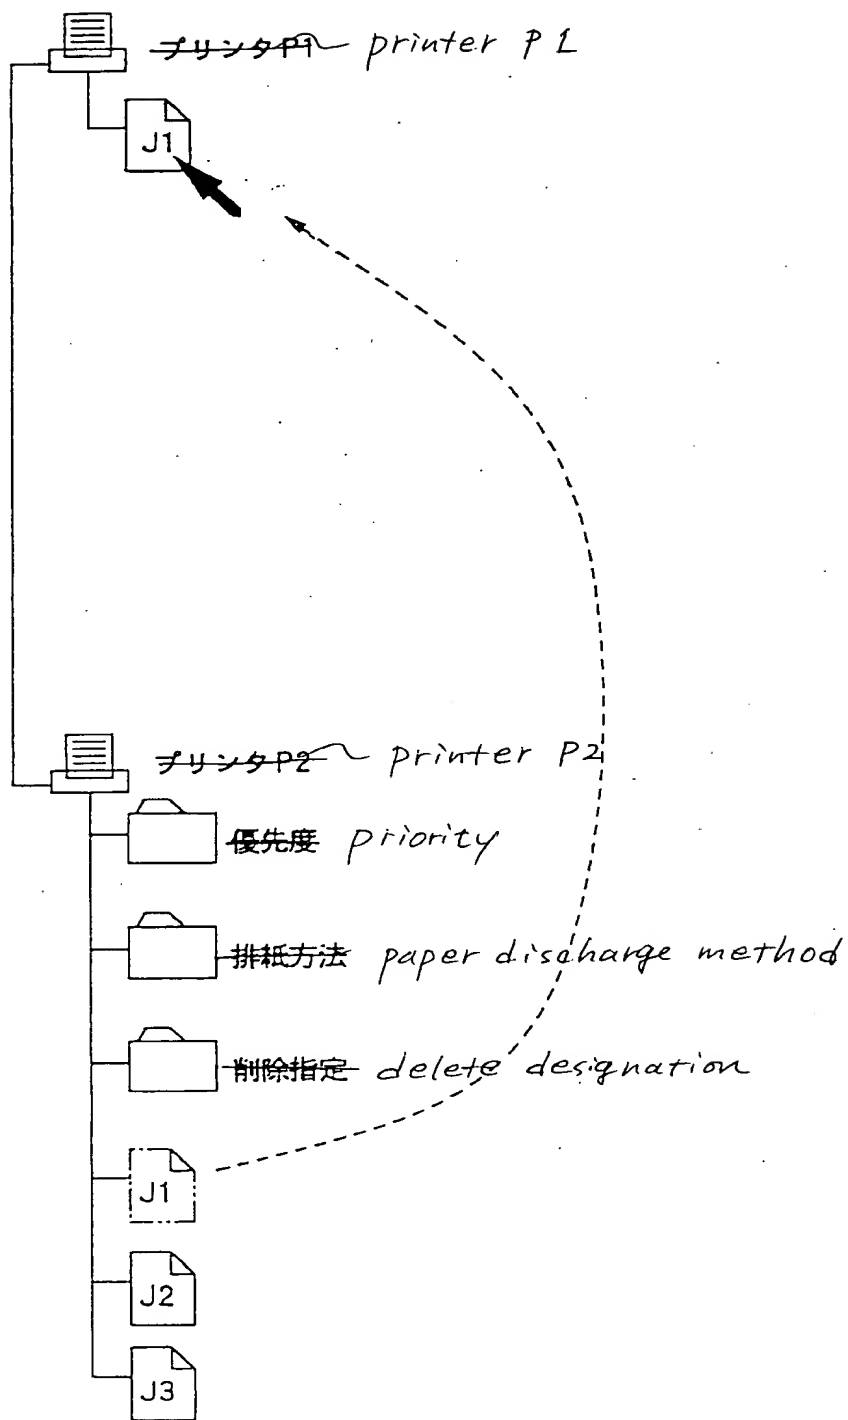 プリンタP1 printer P1
J1
プリンタP2 printer P2
優先度 priority
排紙方法 paper discharge method
削除指定 delete designation
J1
J2
J3